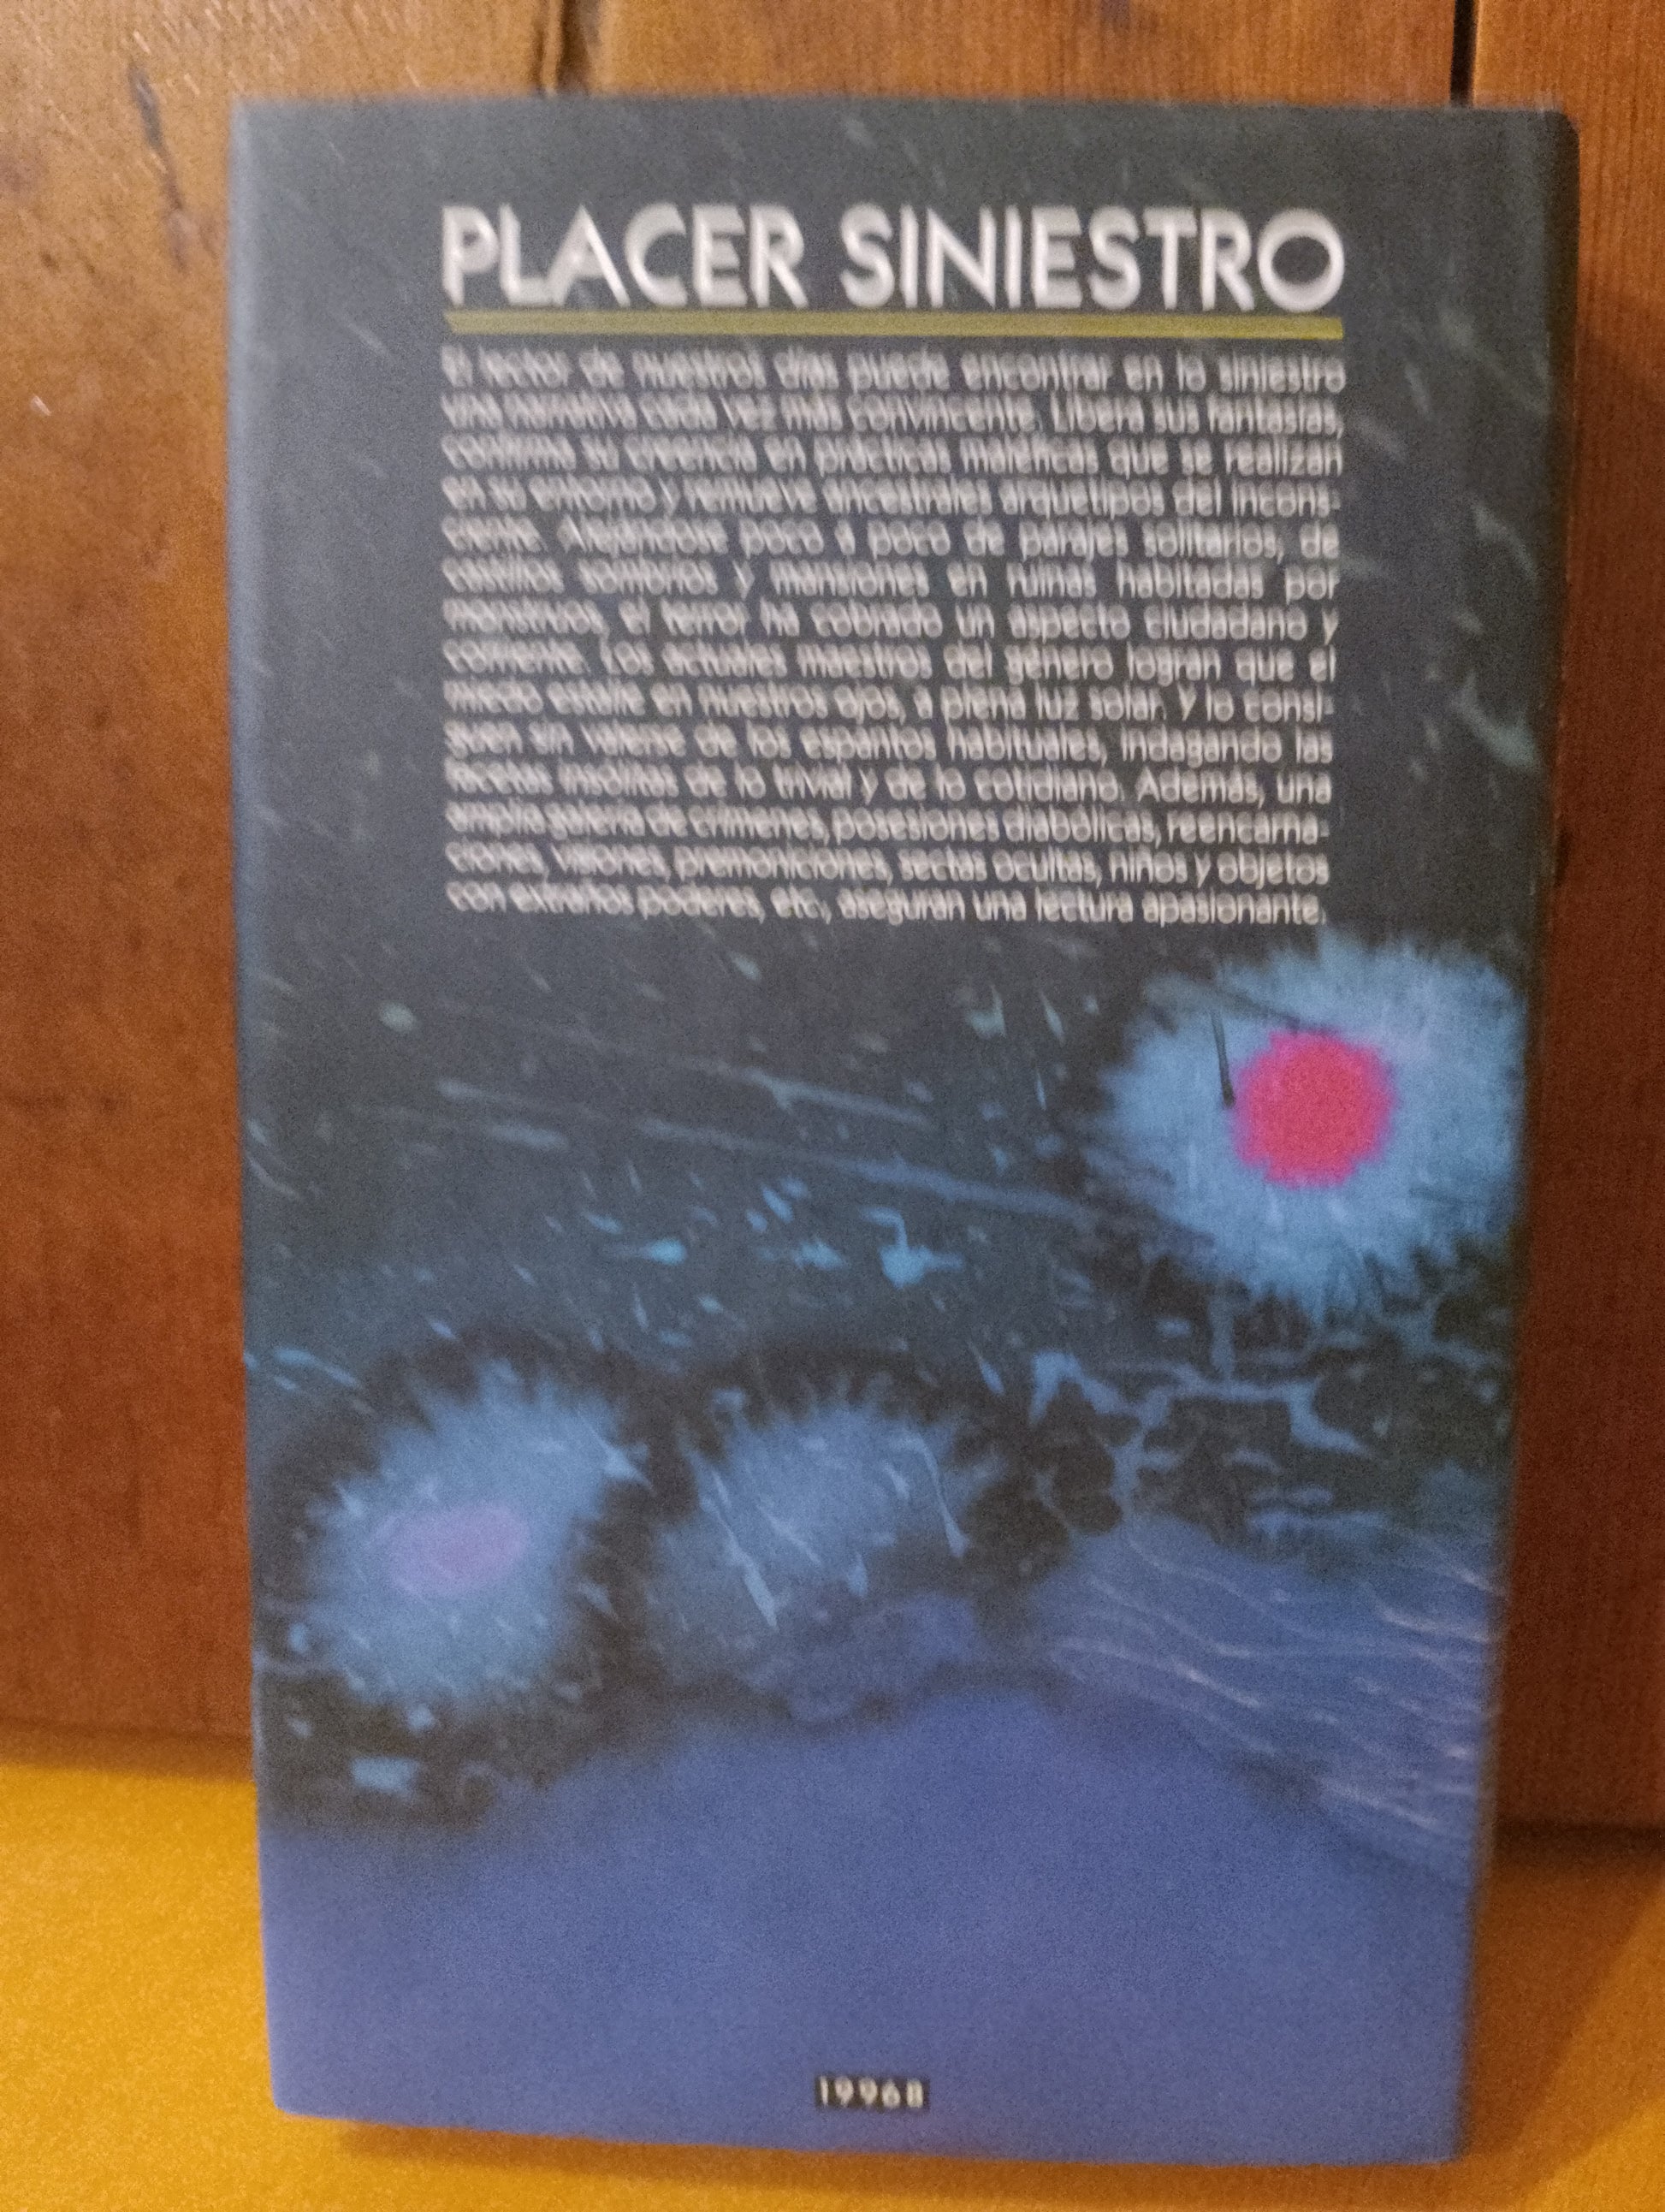 PLACER SINIESTRO
El lector de nuestros días puede encontrar en lo siniestro
una narrativa cada vez más convincente. Libera sus fantasías,
confirma su creencia en prácticas maléficas que se realizan
en su entorno y remueve ancestrales arquetipos del incons-
ciente. Alejándose poco a poco de parajes solitarios, de
castillos sombríos y mansiones en ruinas habitadas por
monstruos, el terror ha cobrado un aspecto ciudadano y
corriente. Los actuales maestros del género logran que el
miedo estalle en nuestros ojos, a plena luz solar. Y lo consi-
guen sin valerse de los espantos habituales, indagando las
facetas insólitas de lo trivial y de lo cotidiano. Además, una
amplia galería de crímenes, posesiones diabólicas, reencarna-
ciones, visiones, premoniciones, sectas ocultas, niños y objetos
con extraños poderes, etc., aseguran una lectura apasionante.
19968